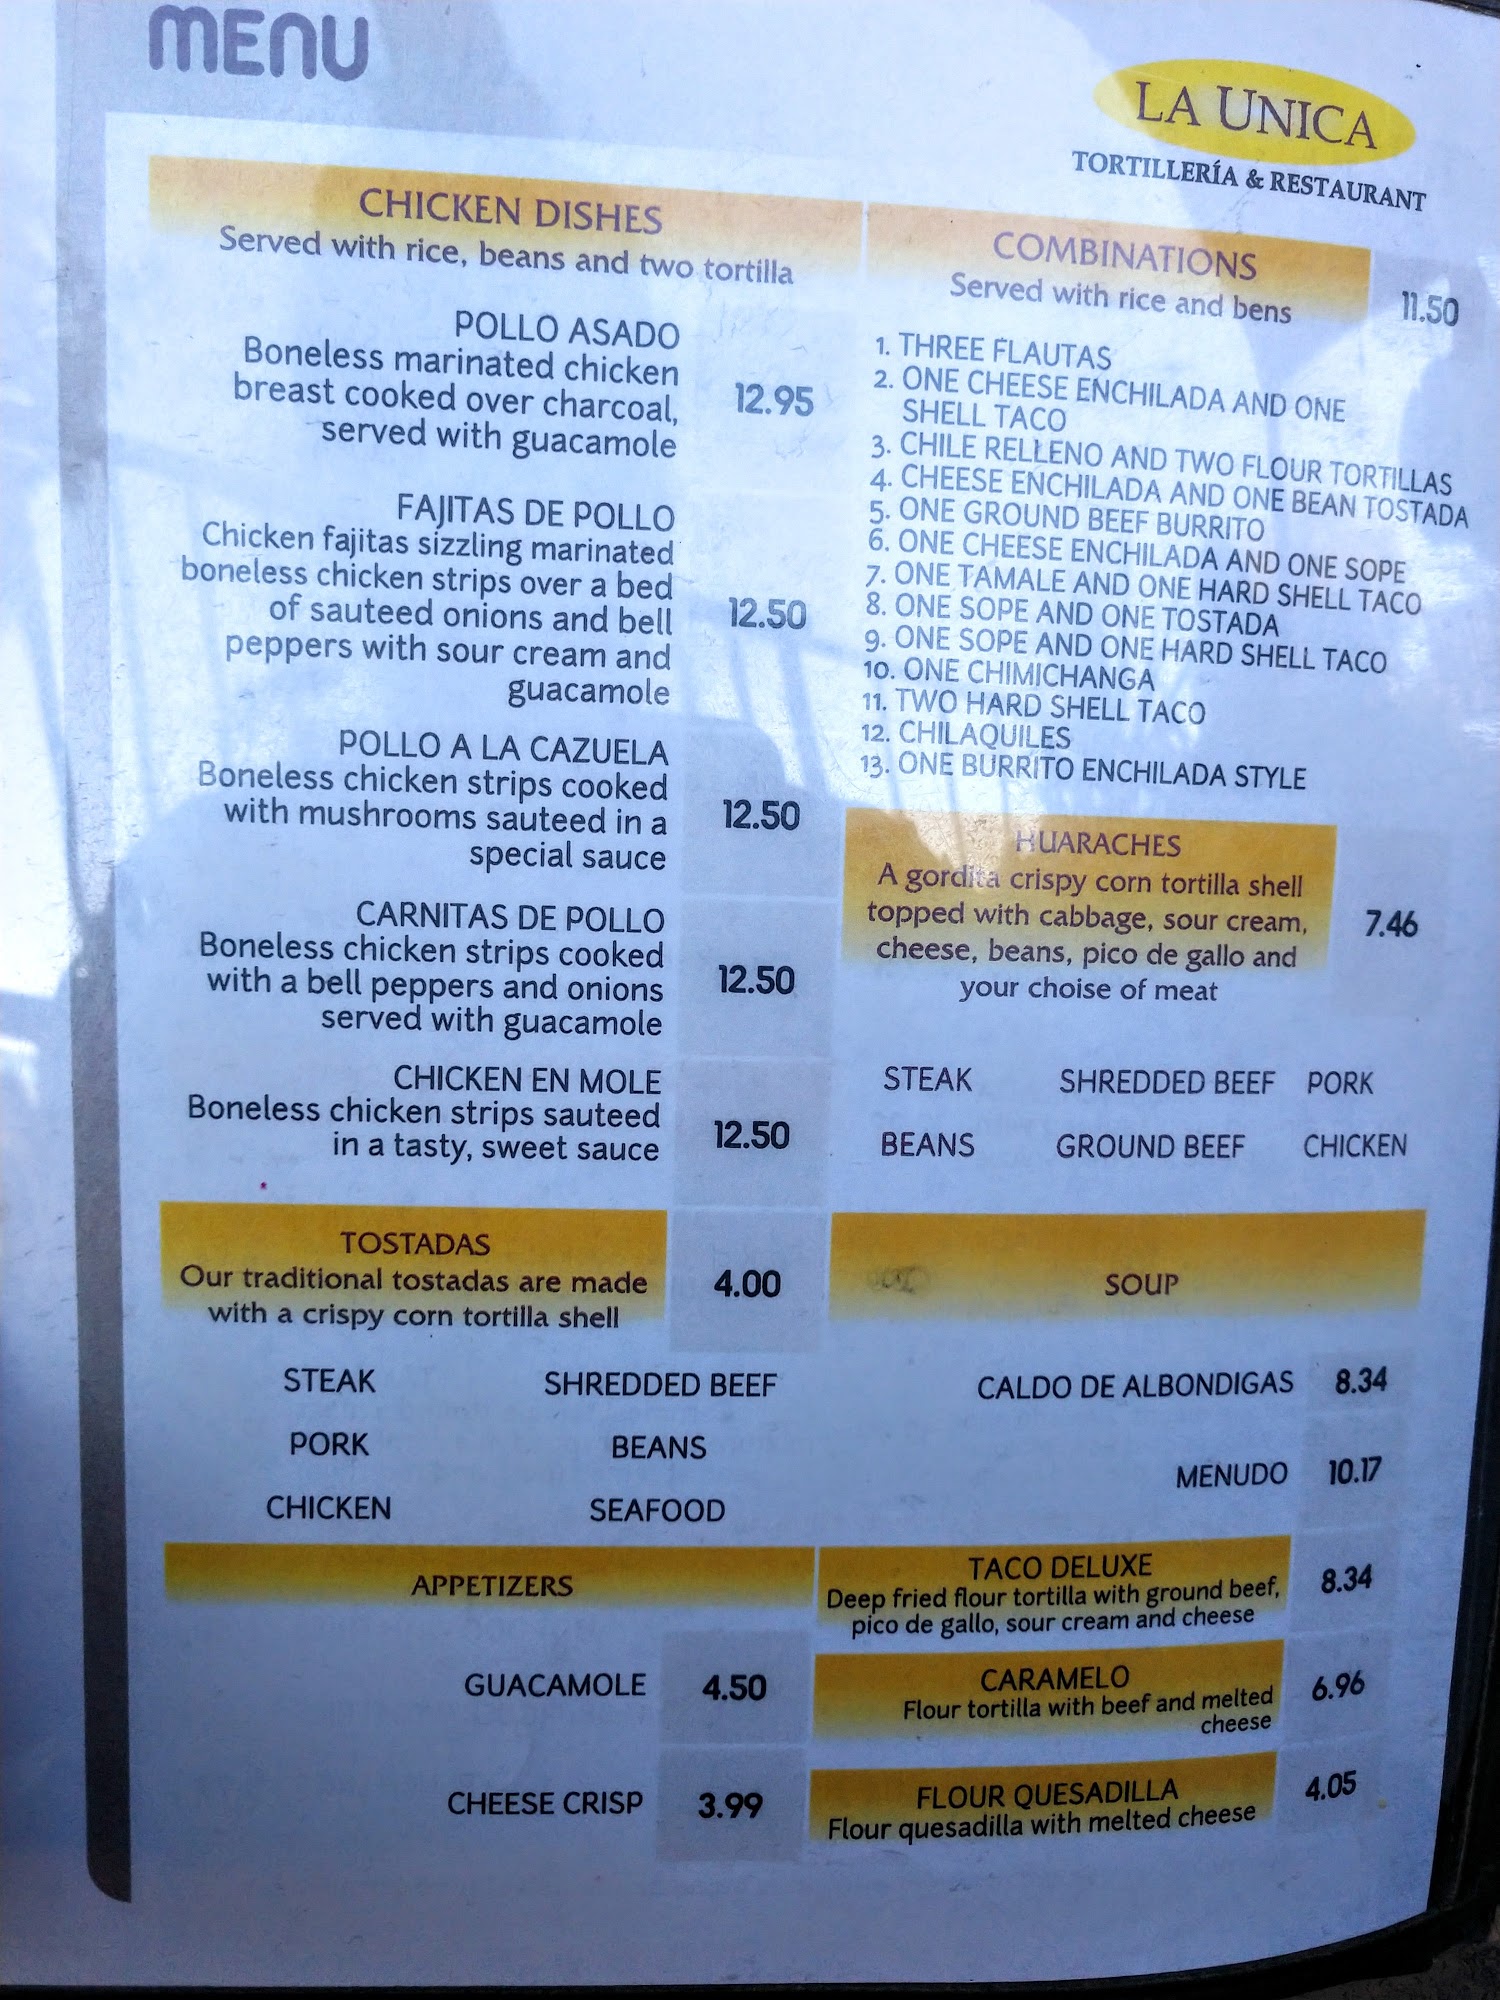 MENU
LA UNICA
TORTILLERÍA & RESTAURANT
CHICKEN DISHES
Served with rice, beans and two tortilla
POLLO ASADO
Boneless marinated chicken
breast cooked over charcoal,
served with guacamole
12.95
FAJITAS DE POLLO
Chicken fajitas sizzling marinated
boneless chicken strips over a bed
of sauteed onions and bell
peppers with sour cream and
guacamole
12.50
POLLO A LA CAZUELA
Boneless chicken strips cooked
with mushrooms sauteed in a
special sauce
12.50
CARNITAS DE POLLO
Boneless chicken strips cooked
with a bell peppers and onions
served with guacamole
12.50
CHICKEN EN MOLE
Boneless chicken strips sauteed
in a tasty, sweet sauce
12.50
TOSTADAS
Our traditional tostadas are made
with a crispy corn tortilla shell
4.00
STEAK SHREDDED BEEF
PORK BEANS
CHICKEN SEAFOOD
APPETIZERS
GUACAMOLE 4.50
CHEESE CRISP 3.99
COMBINATIONS
Served with rice and bens
11.50
1. THREE FLAUTAS
2. ONE CHEESE ENCHILADA AND ONE
SHELL TACO
3. CHILE RELLENO AND TWO FLOUR TORTILLAS
4. CHEESE ENCHILADA AND ONE BEAN TOSTADA
5. ONE GROUND BEEF BURRITO
6. ONE CHEESE ENCHILADA AND ONE SOPE
7. ONE TAMALE AND ONE HARD SHELL TACO
8. ONE SOPE AND ONE TOSTADA
9. ONE SOPE AND ONE HARD SHELL TACO
10. ONE CHIMICHANGA
11. TWO HARD SHELL TACO
12. CHILAQUILES
13. ONE BURRITO ENCHILADA STYLE
HUARACHES
A gordita crispy corn tortilla shell
topped with cabbage, sour cream,
cheese, beans, pico de gallo and
your choise of meat
7.46
STEAK SHREDDED BEEF PORK
BEANS GROUND BEEF CHICKEN
SOUP
CALDO DE ALBONDIGAS 8.34
MENUDO 10.17
TACO DELUXE
Deep fried flour tortilla with ground beef,
pico de gallo, sour cream and cheese
8.34
CARAMELO
Flour tortilla with beef and melted
cheese
6.96
FLOUR QUESADILLA
Flour quesadilla with melted cheese
4.05